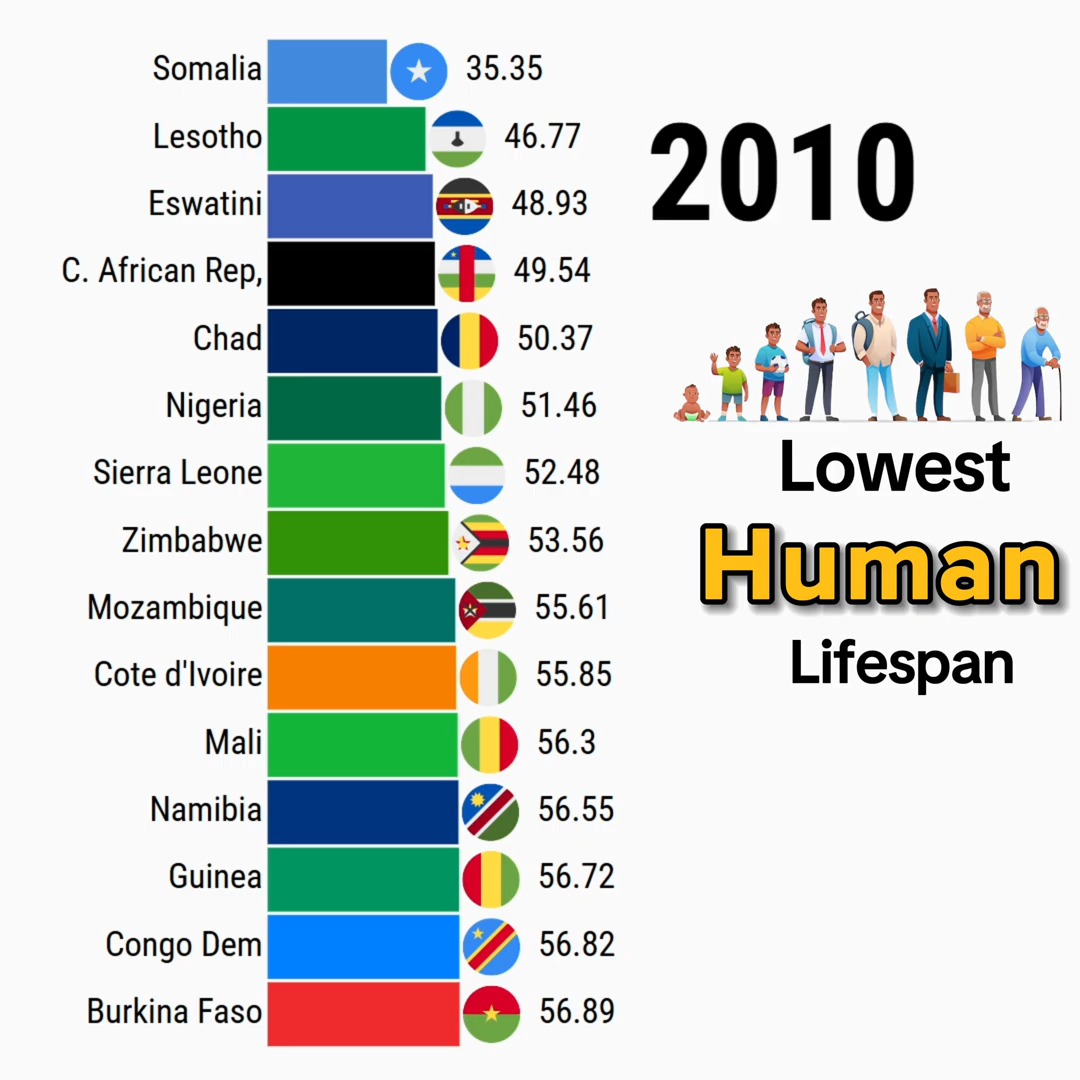 Somalia 35.35
Lesotho 46.77
2010
Eswatini 48.93
C. African Rep, 49.54
Chad 50.37
Nigeria 51.46
Sierra Leone 52.48
Zimbabwe 53.56
Mozambique 55.61
Cote d'Ivoire 55.85
Mali 56.3
Namibia 56.55
Guinea 56.72
Congo Dem 56.82
Burkina Faso 56.89
Lowest
Human
Lifespan